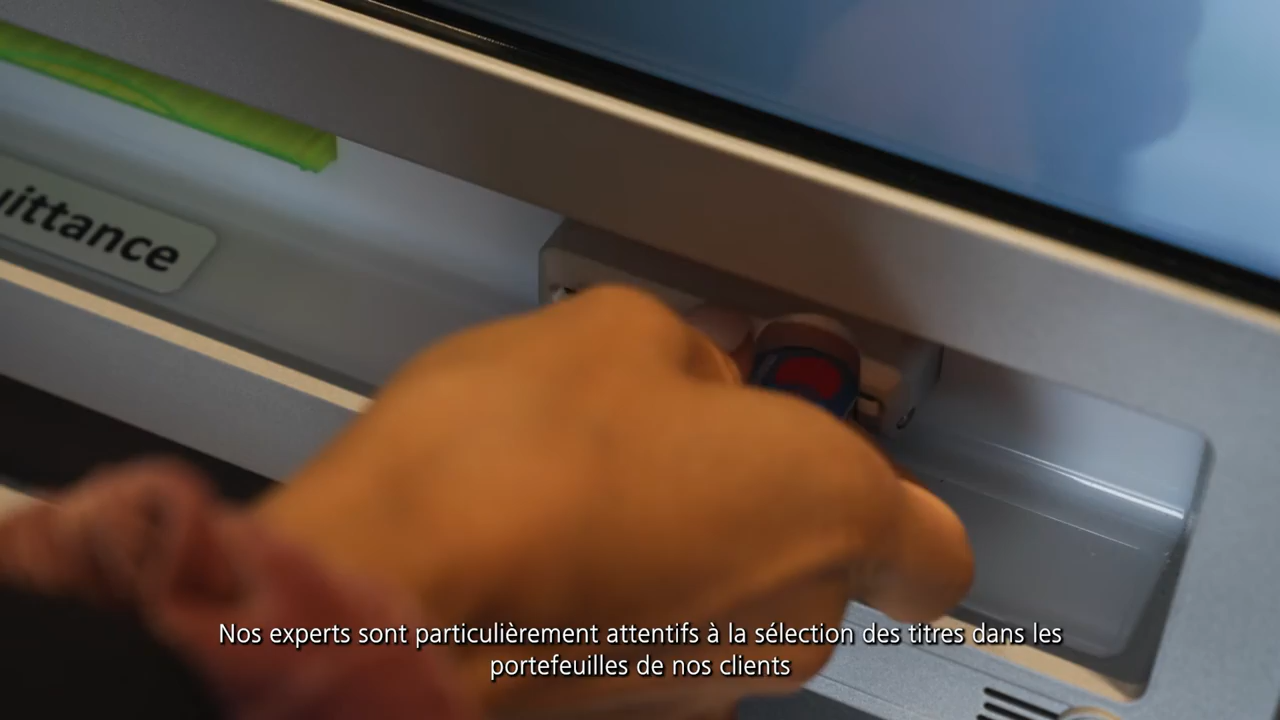 uittance
Nos experts sont particulièrement attentifs à la sélection des titres dans les
portefeuilles de nos clients